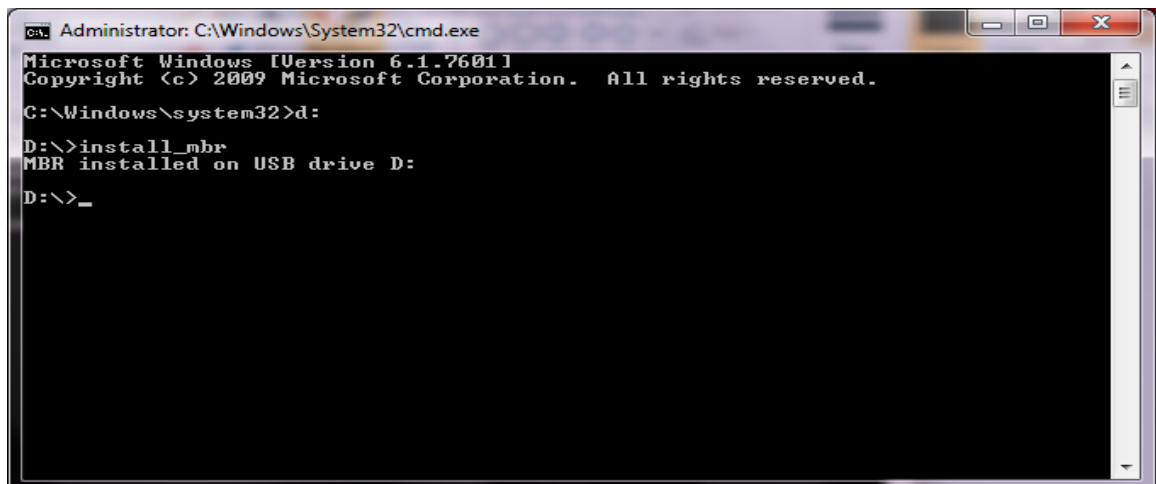 Administrator: C:\Windows\System32\cmd.exe
Microsoft Windows [Version 6.1.7601]
Copyright (c) 2009 Microsoft Corporation.  All rights reserved.
C:\Windows\system32>d:
D:\>install_mbr
MBR installed on USB drive D:
D:\>_